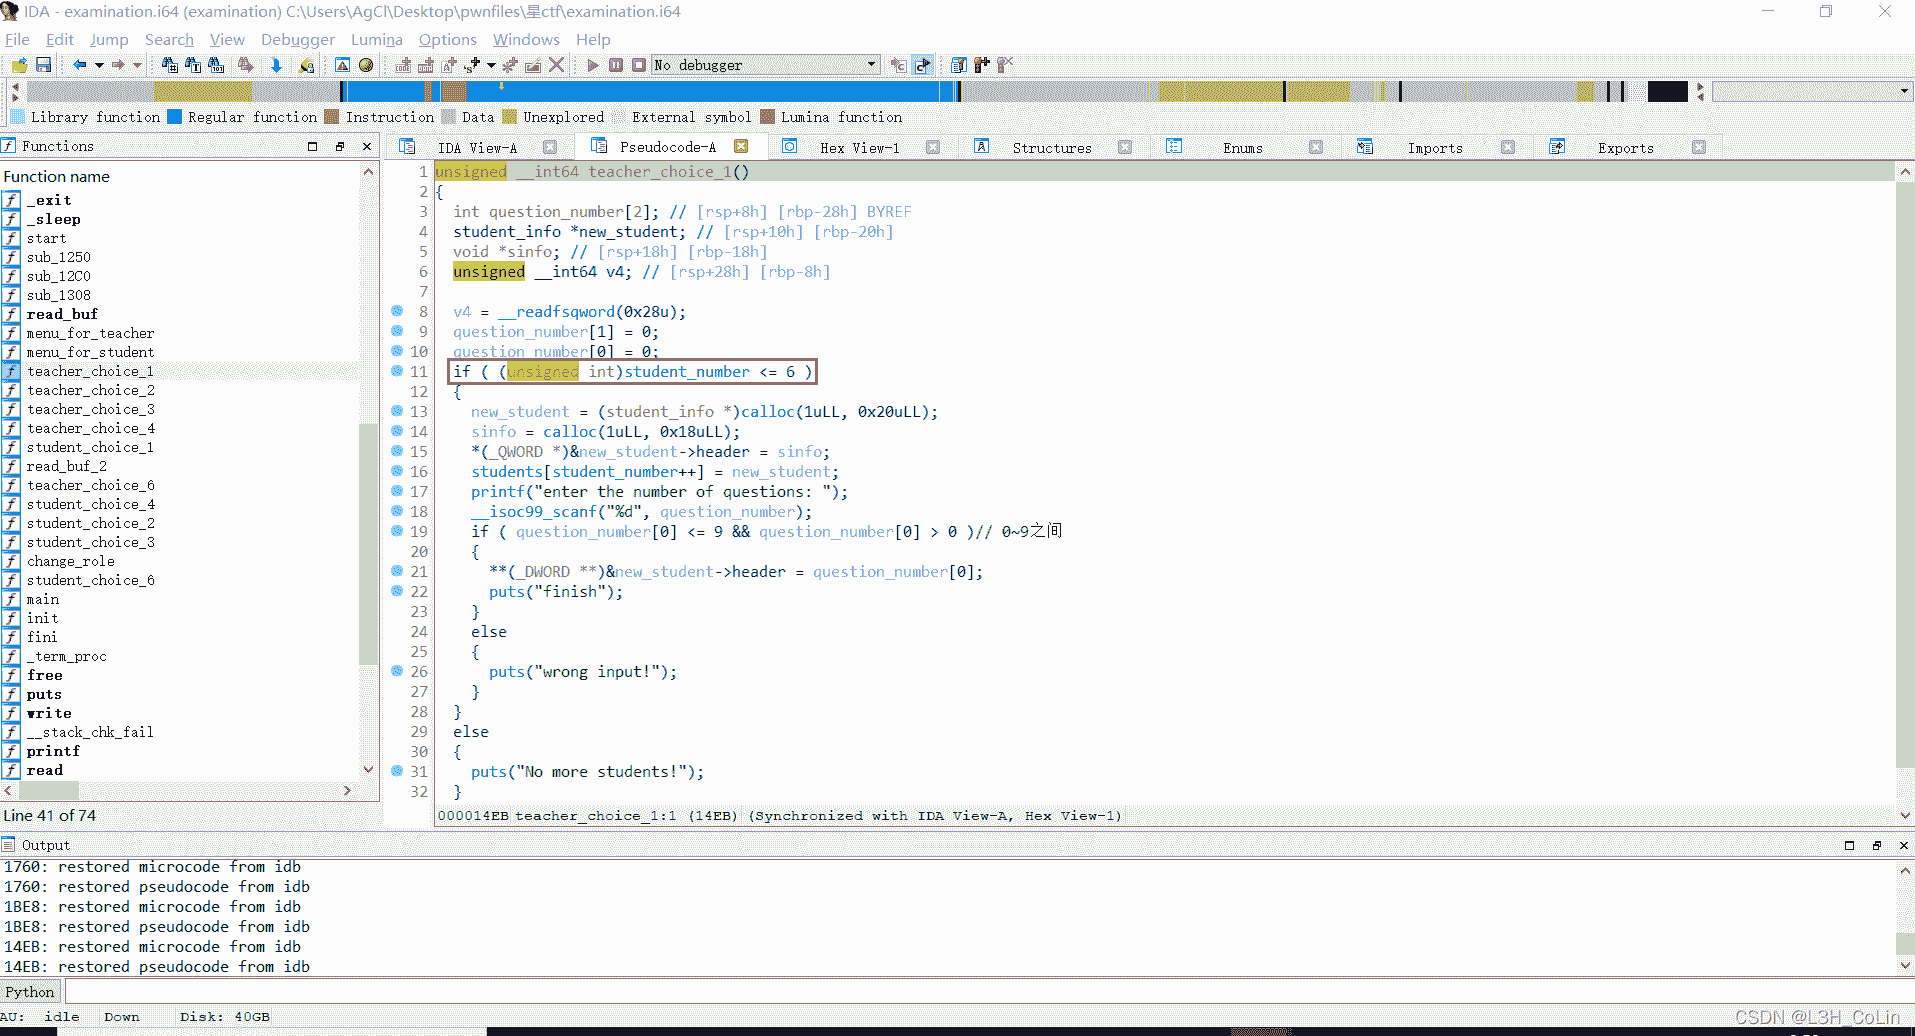 IDA - examination.i64 (examination) C:\Users\AgCl\Desktop\pwnfiles\星ctf\examination.i64
File Edit Jump Search View Debugger Lumina Options Windows Help
No debugger
Library function Regular function Instruction Data Unexplored External symbol Lumina function
Functions
IDA View-A Pseudocode-A Hex View-1 Structures Enums Imports Exports
Function name
_exit
_sleep
start
sub_1250
sub_12C0
sub_1308
read_buf
menu_for_teacher
menu_for_student
teacher_choice_1
teacher_choice_2
teacher_choice_3
teacher_choice_4
student_choice_1
read_buf_2
teacher_choice_6
student_choice_4
student_choice_2
student_choice_3
change_role
student_choice_6
main
init
fini
_term_proc
free
puts
write
__stack_chk_fail
printf
read
Line 41 of 74
1 unsigned __int64 teacher_choice_1()
2 {
3 int question_number[2]; // [rsp+8h] [rbp-28h] BYREF
4 student_info *new_student; // [rsp+10h] [rbp-20h]
5 void *sinfo; // [rsp+18h] [rbp-18h]
6 unsigned __int64 v4; // [rsp+28h] [rbp-8h]
7
8 v4 = __readfsqword(0x28u);
9 question_number[1] = 0;
10 question_number[0] = 0;
11 if ( (unsigned int)student_number <= 6 )
12 {
13 new_student = (student_info *)calloc(1uLL, 0x20uLL);
14 sinfo = calloc(1uLL, 0x18uLL);
15 *(_QWORD *)&new_student->header = sinfo;
16 students[student_number++] = new_student;
17 printf("enter the number of questions: ");
18 __isoc99_scanf("%d", question_number);
19 if ( question_number[0] <= 9 && question_number[0] > 0 )// 0~9之间
20 {
21 **(_DWORD **)&new_student->header = question_number[0];
22 puts("finish");
23 }
24 else
25 {
26 puts("wrong input!");
27 }
28 }
29 else
30 {
31 puts("No more students!");
32 }
000014EB teacher_choice_1:1 (14EB) (Synchronized with IDA View-A, Hex View-1)
Output
1760: restored microcode from idb
1760: restored pseudocode from idb
1BE8: restored microcode from idb
1BE8: restored pseudocode from idb
14EB: restored microcode from idb
14EB: restored pseudocode from idb
Python
AU: idle Down Disk: 40GB
CSDN @L3H_CoLin